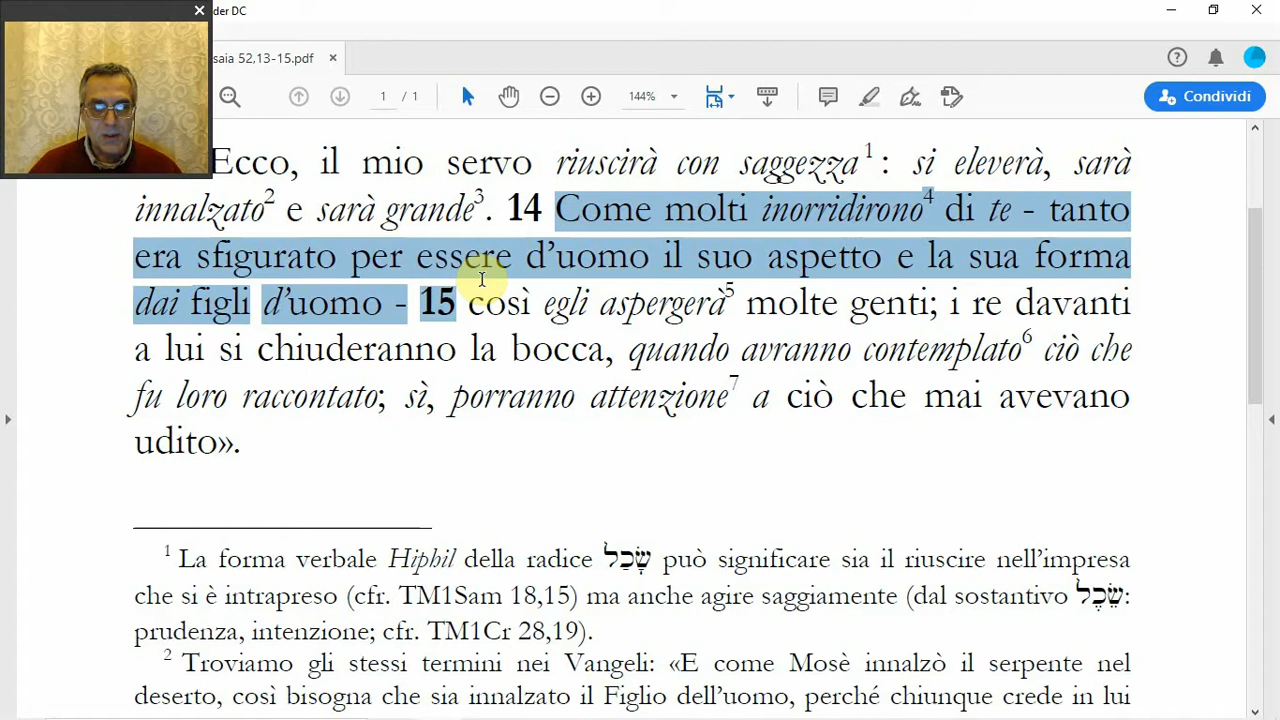 der DC
saia 52,13-15.pdf
1 / 1
144%
Condividi
Ecco, il mio servo riuscirà con saggezza1 : si eleverà, sarà
innalzato2 e sarà grande3. 14 Come molti inorridirono4 di te - tanto
era sfigurato per essere d’uomo il suo aspetto e la sua forma
dai figli d’uomo - 15 così egli aspergerà5 molte genti; i re davanti
a lui si chiuderanno la bocca, quando avranno contemplato6 ciò che
fu loro raccontato; sì, porranno attenzione7 a ciò che mai avevano
udito».
1 La forma verbale Hiphil della radice שָׂכַל può significare sia il riuscire nell’impresa
che si è intrapreso (cfr. TM1Sam 18,15) ma anche agire saggiamente (dal sostantivo שֵׂכֶל:
prudenza, intenzione; cfr. TM1Cr 28,19).
2 Troviamo gli stessi termini nei Vangeli: «E come Mosè innalzò il serpente nel
deserto, così bisogna che sia innalzato il Figlio dell’uomo, perché chiunque crede in lui